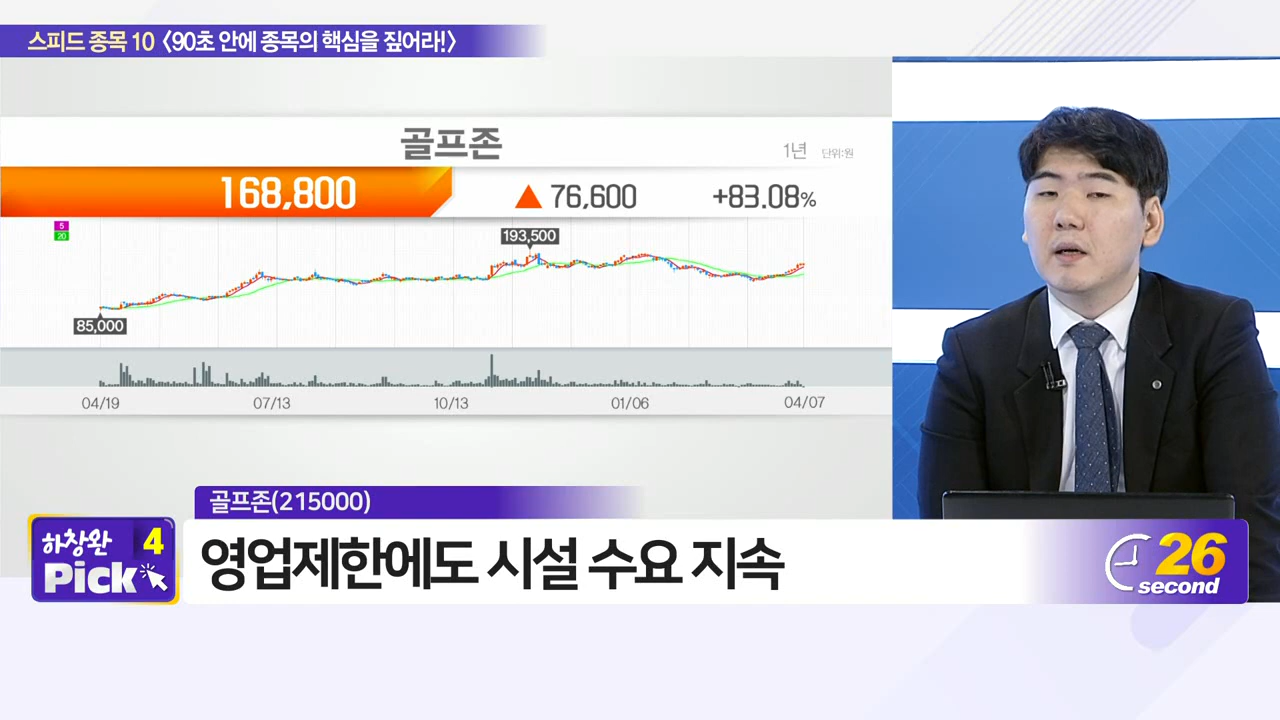 스피드 종목 10 〈90초 안에 종목의 핵심을 짚어라!〉
골프존
1년 단위:원
168,800 ▲ 76,600 +83.08%
5
20
193,500
85,000
04/19 07/13 10/13 01/06 04/07
골프존(215000)
하창완 4
Pick
영업제한에도 시설 수요 지속
26
second